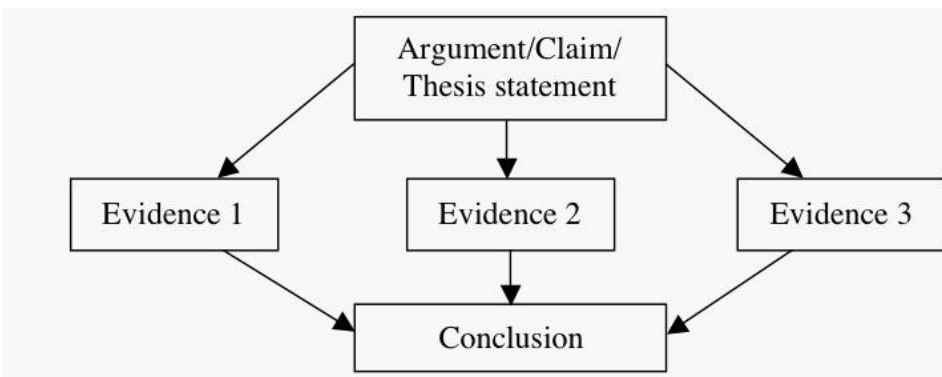 Argument/Claim/
Thesis statement
Evidence 1
Evidence 2
Evidence 3
Conclusion